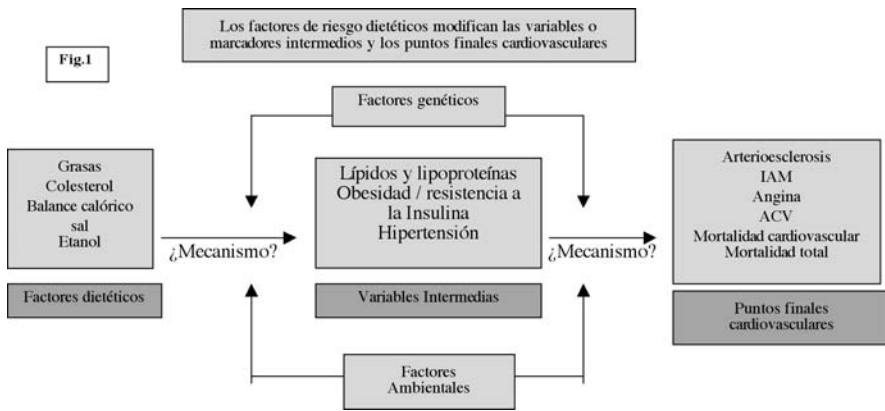 Los factores de riesgo dietéticos modifican las variables o
marcadores intermedios y los puntos finales cardiovasculares
Fig.1
Factores genéticos
Grasas
Colesterol
Balance calórico
sal
Etanol
¿Mecanismo?
Lípidos y lipoproteínas
Obesidad / resistencia a
la Insulina
Hipertensión
¿Mecanismo?
Arterioesclerosis
IAM
Angina
ACV
Mortalidad cardiovascular
Mortalidad total
Factores dietéticos
Variables Intermedias
Puntos finales
cardiovasculares
Factores
Ambientales